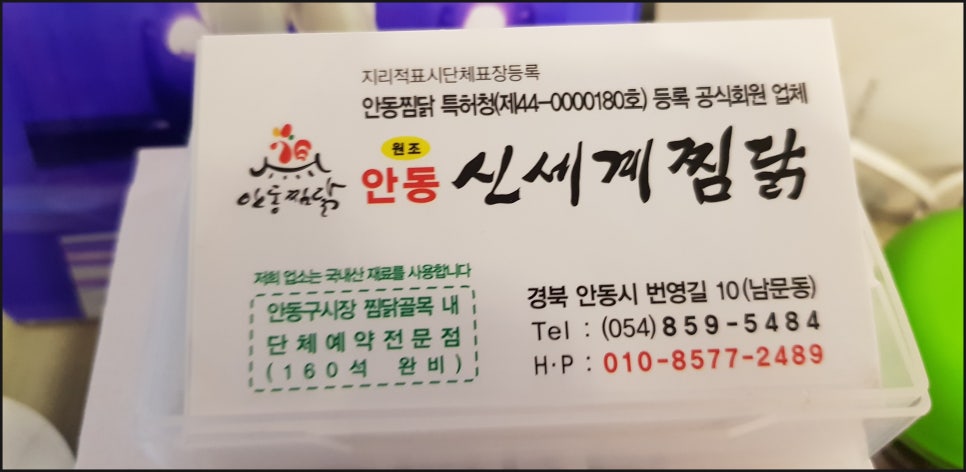 지리적표시단체표장등록
안동찜닭 특허청(제44-0000180호) 등록 공식회원 업체
안동찜닭
원조
안동 신세계찜닭
저희 업소는 국내산 재료를 사용합니다
안동구시장 찜닭골목 내
단체예약전문점
(160석 완비)
경북 안동시 번영길 10(남문동)
Tel : (054)859-5484
H·P : 010-8577-2489